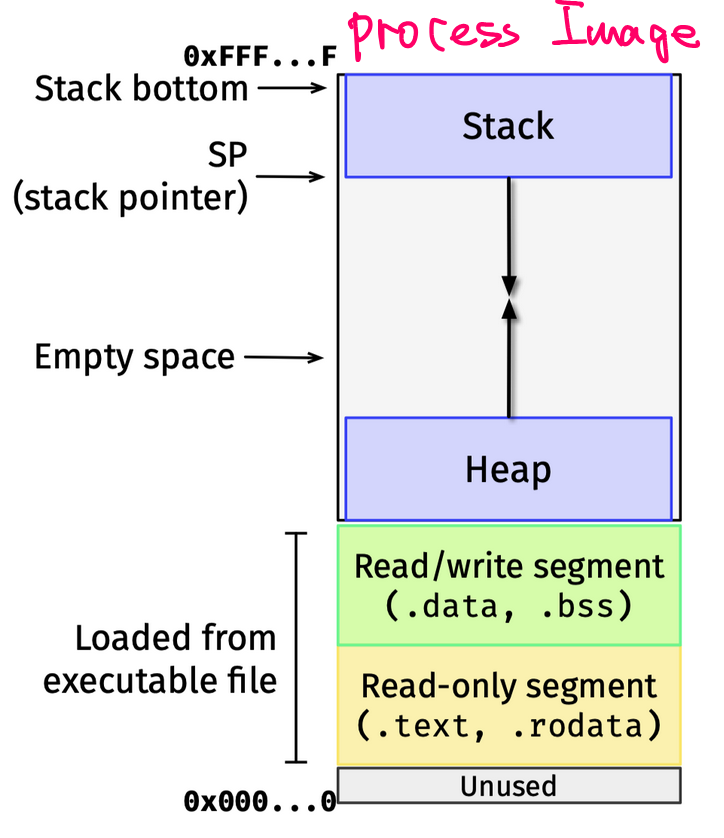 process Image
0xFFF...F
Stack bottom
Stack
SP
(stack pointer)
Empty space
Heap
Read/write segment
(.data, .bss)
Loaded from
executable file
Read-only segment
(.text, .rodata)
Unused
0x000...0